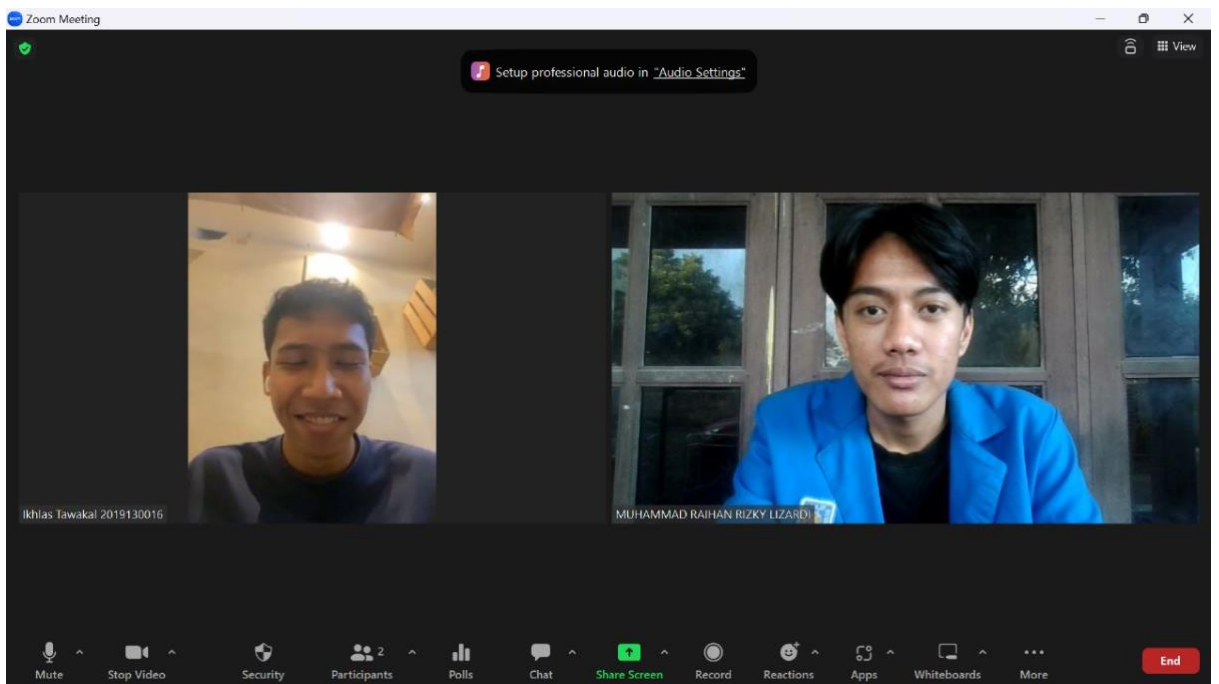 Zoom Meeting
View
Setup professional audio in "Audio Settings"
Ikhlas Tawakal 2019130016
MUHAMMAD RAIHAN RIZKY LIZARDI
2
Mute
Stop Video
Security
Participants
Polls
Chat
Share Screen
Record
Reactions
Apps
Whiteboards
More
End